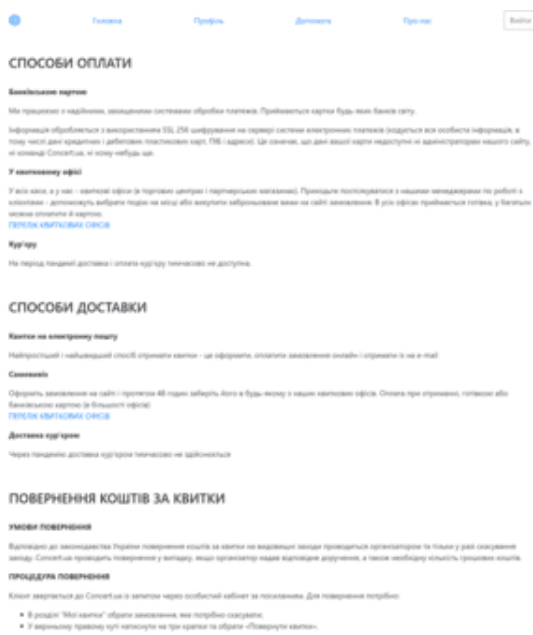 Головна Профіль Допомога Про нас Вийти
СПОСОБИ ОПЛАТИ
Банківською картою
Ми працюємо з надійними, захищеними системами обробки платежів. Приймаються картки будь-яких банків світу.
Інформація обробляється з використанням SSL 256 шифрування на сервері системи електронних платежів (кодується вся особиста інформація, в
тому числі дані кредитних і дебетових пластикових карт, ПІБ і адреси). Це означає, що дані вашої карти недоступні ні адміністраторам нашого сайту,
ні команді Concert.ua, ні кому-небудь ще.
У квитковому офісі
У всіх каси, а у нас - квиткові офіси (в торгових центрах і партнерських магазинах). Приходьте поспілкуватися з нашими менеджерами по роботі з
клієнтами - допоможуть вибрати подію на місці або викупити заброньоване вами на сайті замовлення. В усіх офісах приймається готівка, у багатьох
можна оплатити й картою.
ПЕРЕЛІК КВИТКОВИХ ОФІСІВ
Кур'єру
На період пандемії доставка і оплата кур'єру тимчасово не доступна.
СПОСОБИ ДОСТАВКИ
Квитки на електронну пошту
Найпростіший і найшвидший спосіб отримати квитки - це оформити, оплатити замовлення онлайн і отримати їх на e-mail
Самовивіз
Оформіть замовлення на сайті і протягом 48 годин заберіть його в будь-якому з наших квиткових офісів. Оплата при отриманні, готівкою або
банківською картою (в більшості офісів)
ПЕРЕЛІК КВИТКОВИХ ОФІСІВ
Доставка кур'єром
Через пандемію доставка кур'єром тимчасово не здійснюється
ПОВЕРНЕННЯ КОШТІВ ЗА КВИТКИ
УМОВИ ПОВЕРНЕННЯ
Відповідно до законодавства України повернення коштів за квитки на видовищні заходи проводиться організатором та тільки у разі скасування
заходу. Concert.ua проводить повернення у випадку, якщо організатор надав відповідне доручення, а також необхідну кількість грошових коштів.
ПРОЦЕДУРА ПОВЕРНЕННЯ
Клієнт звертається до Concert.ua із запитом через особистий кабінет за посиланням. Для повернення потрібно:
В розділі "Мої квитки" обрати замовлення, яке потрібно скасувати;
У верхньому правому куті натиснути на три крапки та обрати «Повернути квитки».